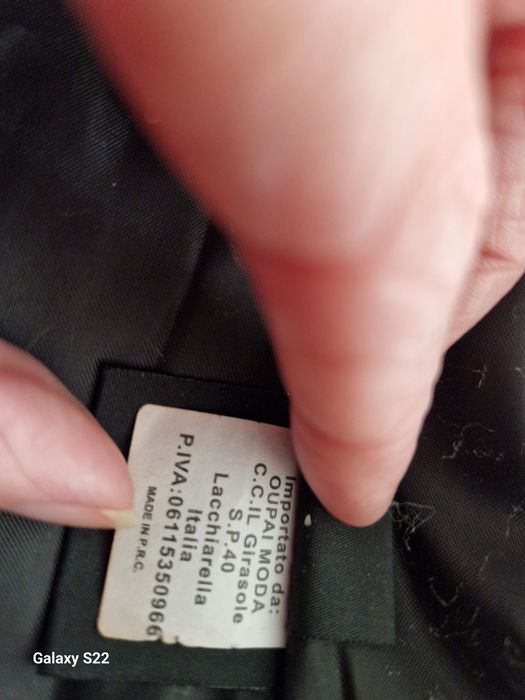 Importato da:
OUPAI MODA
C.C.IL Girasole
S.P.40
Lacchiarella
Italia
P.IVA:06115350966
MADE IN P.R.C.
Galaxy S22